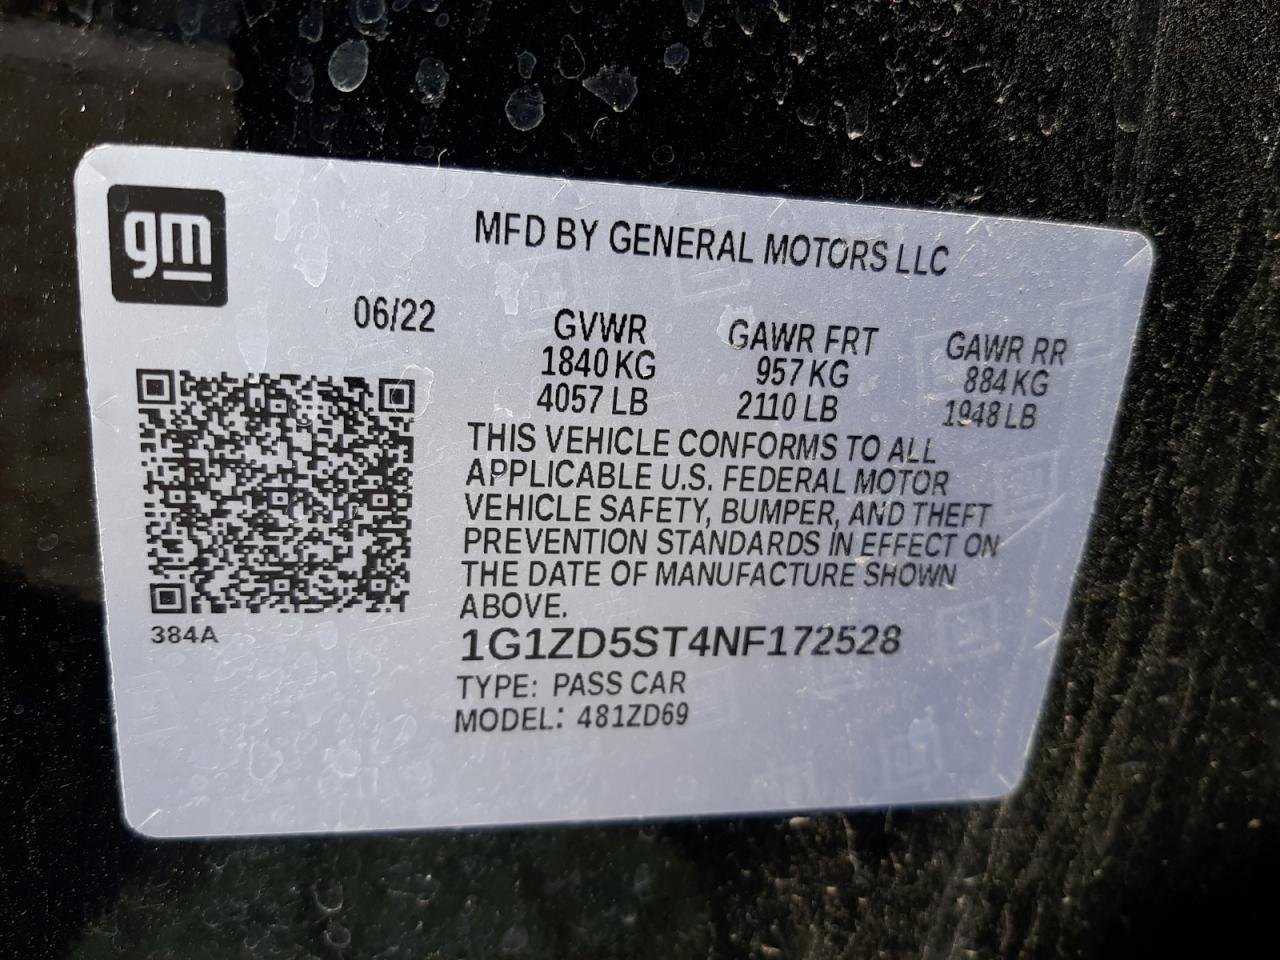 gm
MFD BY GENERAL MOTORS LLC
06/22
GVWR GAWR FRT GAWR RR
1840 KG 957 KG 884 KG
4057 LB 2110 LB 1948 LB
THIS VEHICLE CONFORMS TO ALL
APPLICABLE U.S. FEDERAL MOTOR
VEHICLE SAFETY, BUMPER, AND THEFT
PREVENTION STANDARDS IN EFFECT ON
THE DATE OF MANUFACTURE SHOWN
ABOVE.
384A
1G1ZD5ST4NF172528
TYPE: PASS CAR
MODEL: 481ZD69